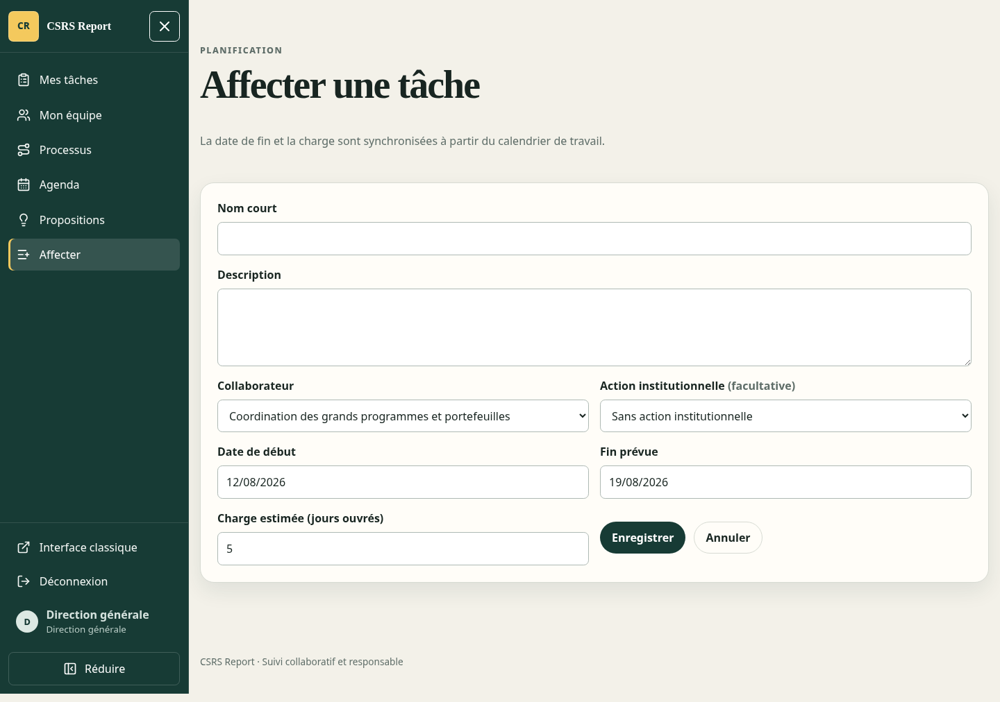 CR
CSRS Report
Mes tâches
Mon équipe
Processus
Agenda
Propositions
Affecter
Interface classique
Déconnexion
D
Direction générale
Direction générale
Réduire
PLANIFICATION
Affecter une tâche
La date de fin et la charge sont synchronisées à partir du calendrier de travail.
Nom court
Description
Collaborateur
Coordination des grands programmes et portefeuilles
Action institutionnelle (facultative)
Sans action institutionnelle
Date de début
12/08/2026
Fin prévue
19/08/2026
Charge estimée (jours ouvrés)
5
Enregistrer
Annuler
CSRS Report · Suivi collaboratif et responsable